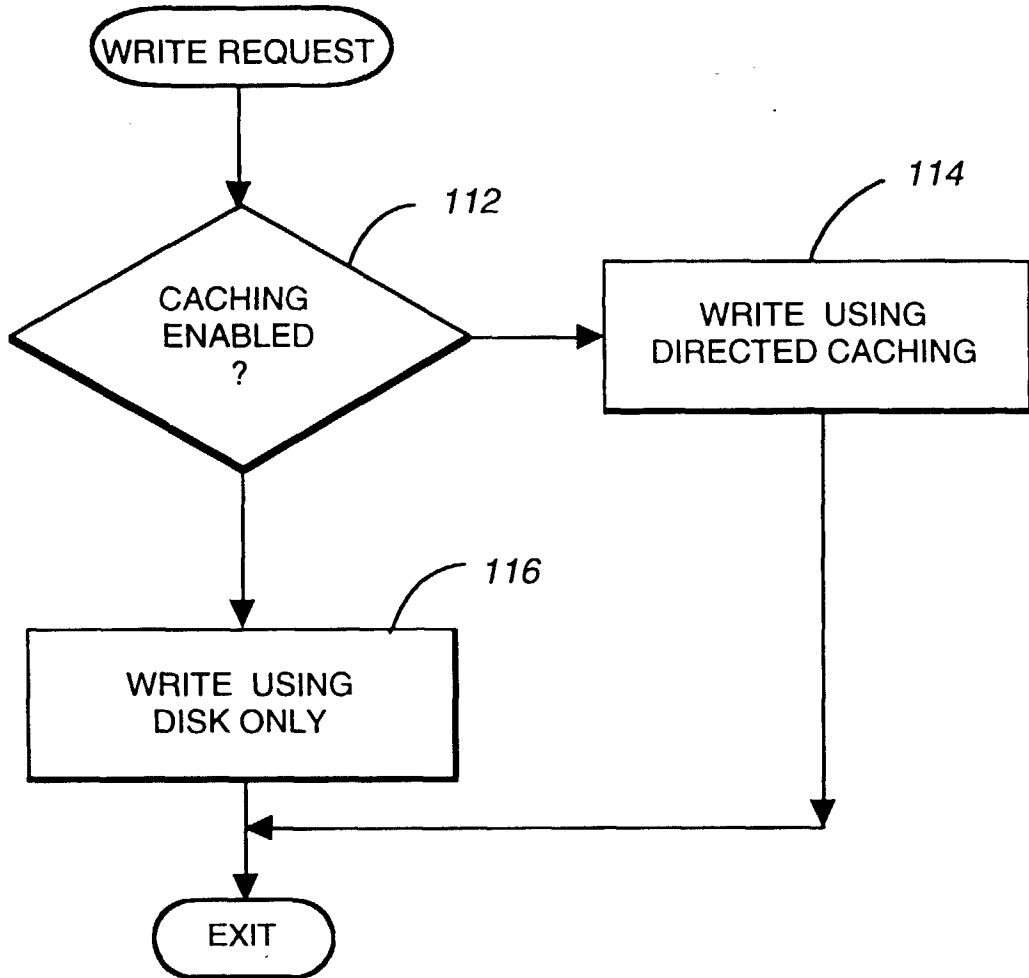 WRITE REQUEST
112
CACHING
ENABLED
?
114
WRITE USING
DIRECTED CACHING
116
WRITE USING
DISK ONLY
EXIT